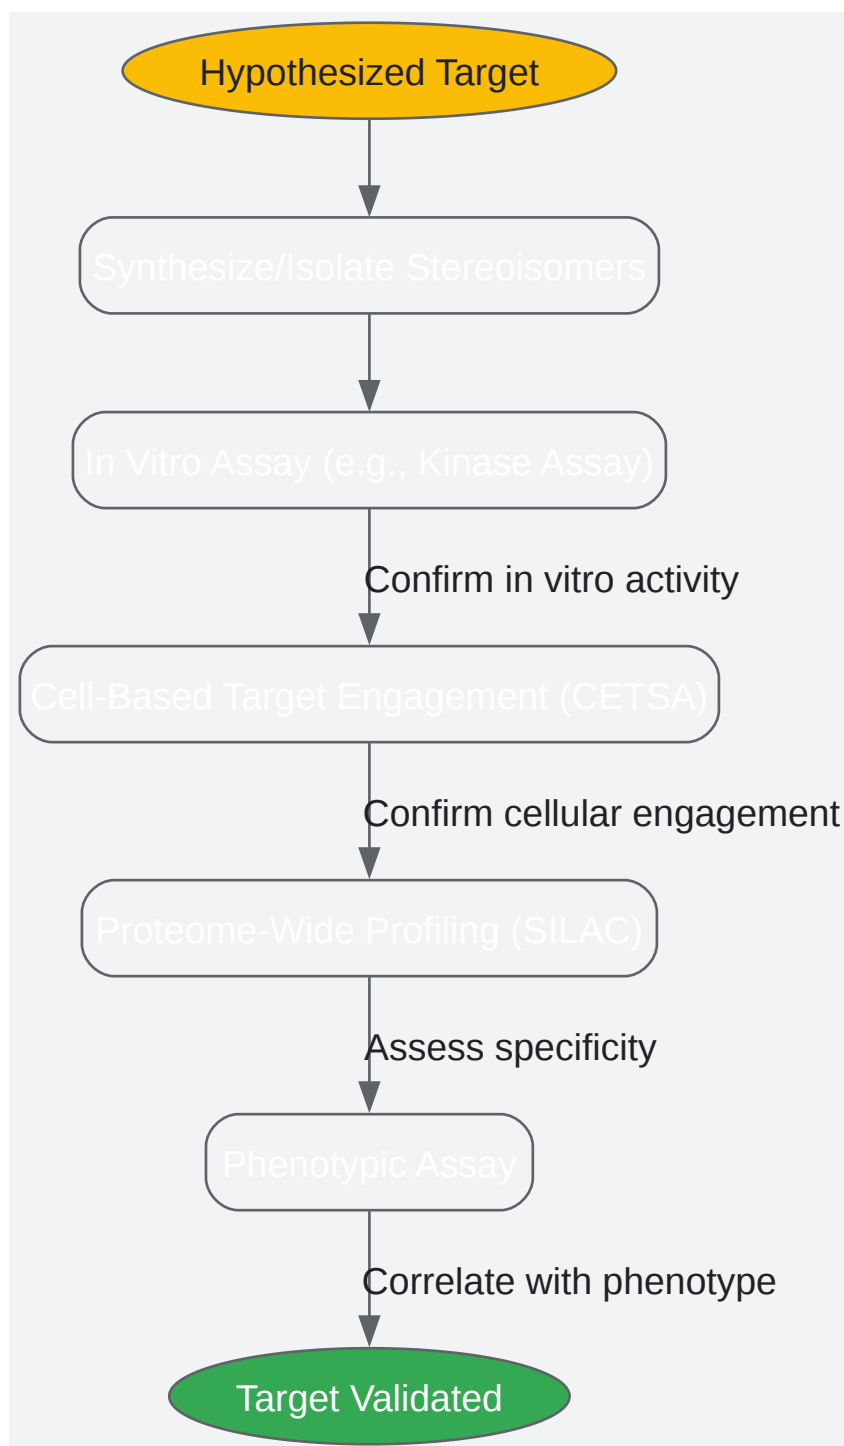 Hypothesized Target
Synthesize/Isolate Stereoisomers
In Vitro Assay (e.g., Kinase Assay)
Confirm in vitro activity
Cell-Based Target Engagement (CETSA)
Confirm cellular engagement
Proteome-Wide Profiling (SILAC)
Assess specificity
Phenotypic Assay
Correlate with phenotype
Target Validated